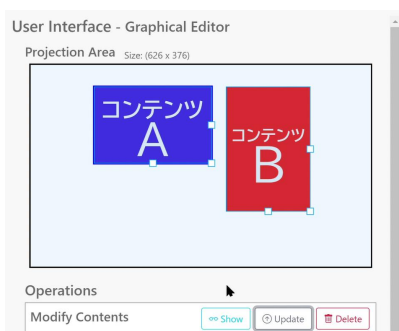 User Interface - Graphical Editor
Projection Area Size: (626 x 376)
コンテンツ
A
コンテンツ
B
Operations
Modify Contents
Show
Update
Delete